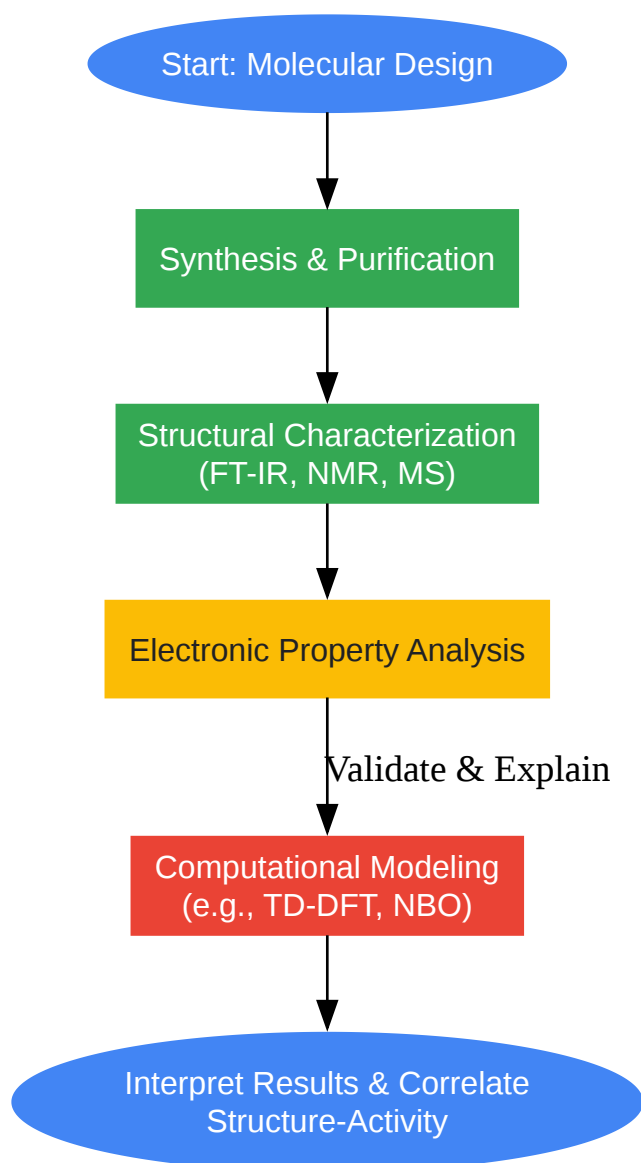 Start: Molecular Design
Synthesis & Purification
Structural Characterization
(FT-IR, NMR, MS)
Electronic Property Analysis
Validate & Explain
Computational Modeling
(e.g., TD-DFT, NBO)
Interpret Results & Correlate
Structure-Activity